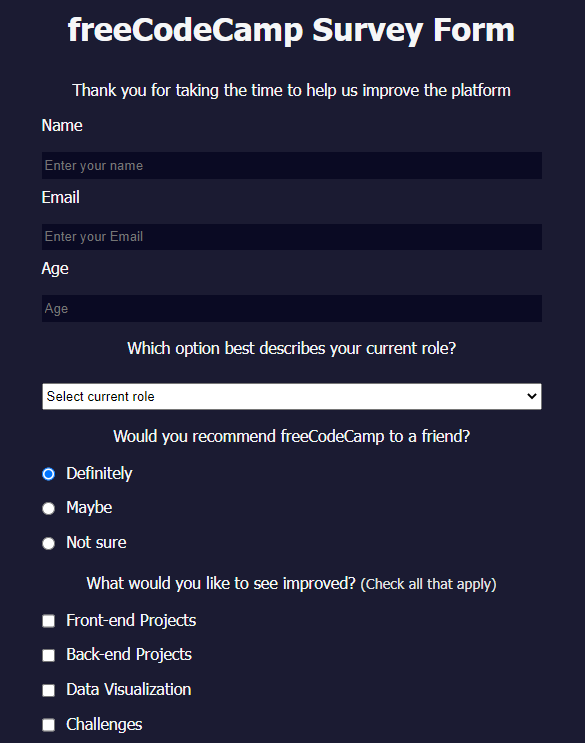 freeCodeCamp Survey Form
Thank you for taking the time to help us improve the platform
Name
Enter your name
Email
Enter your Email
Age
Age
Which option best describes your current role?
Select current role
Would you recommend freeCodeCamp to a friend?
Definitely
Maybe
Not sure
What would you like to see improved? (Check all that apply)
Front-end Projects
Back-end Projects
Data Visualization
Challenges